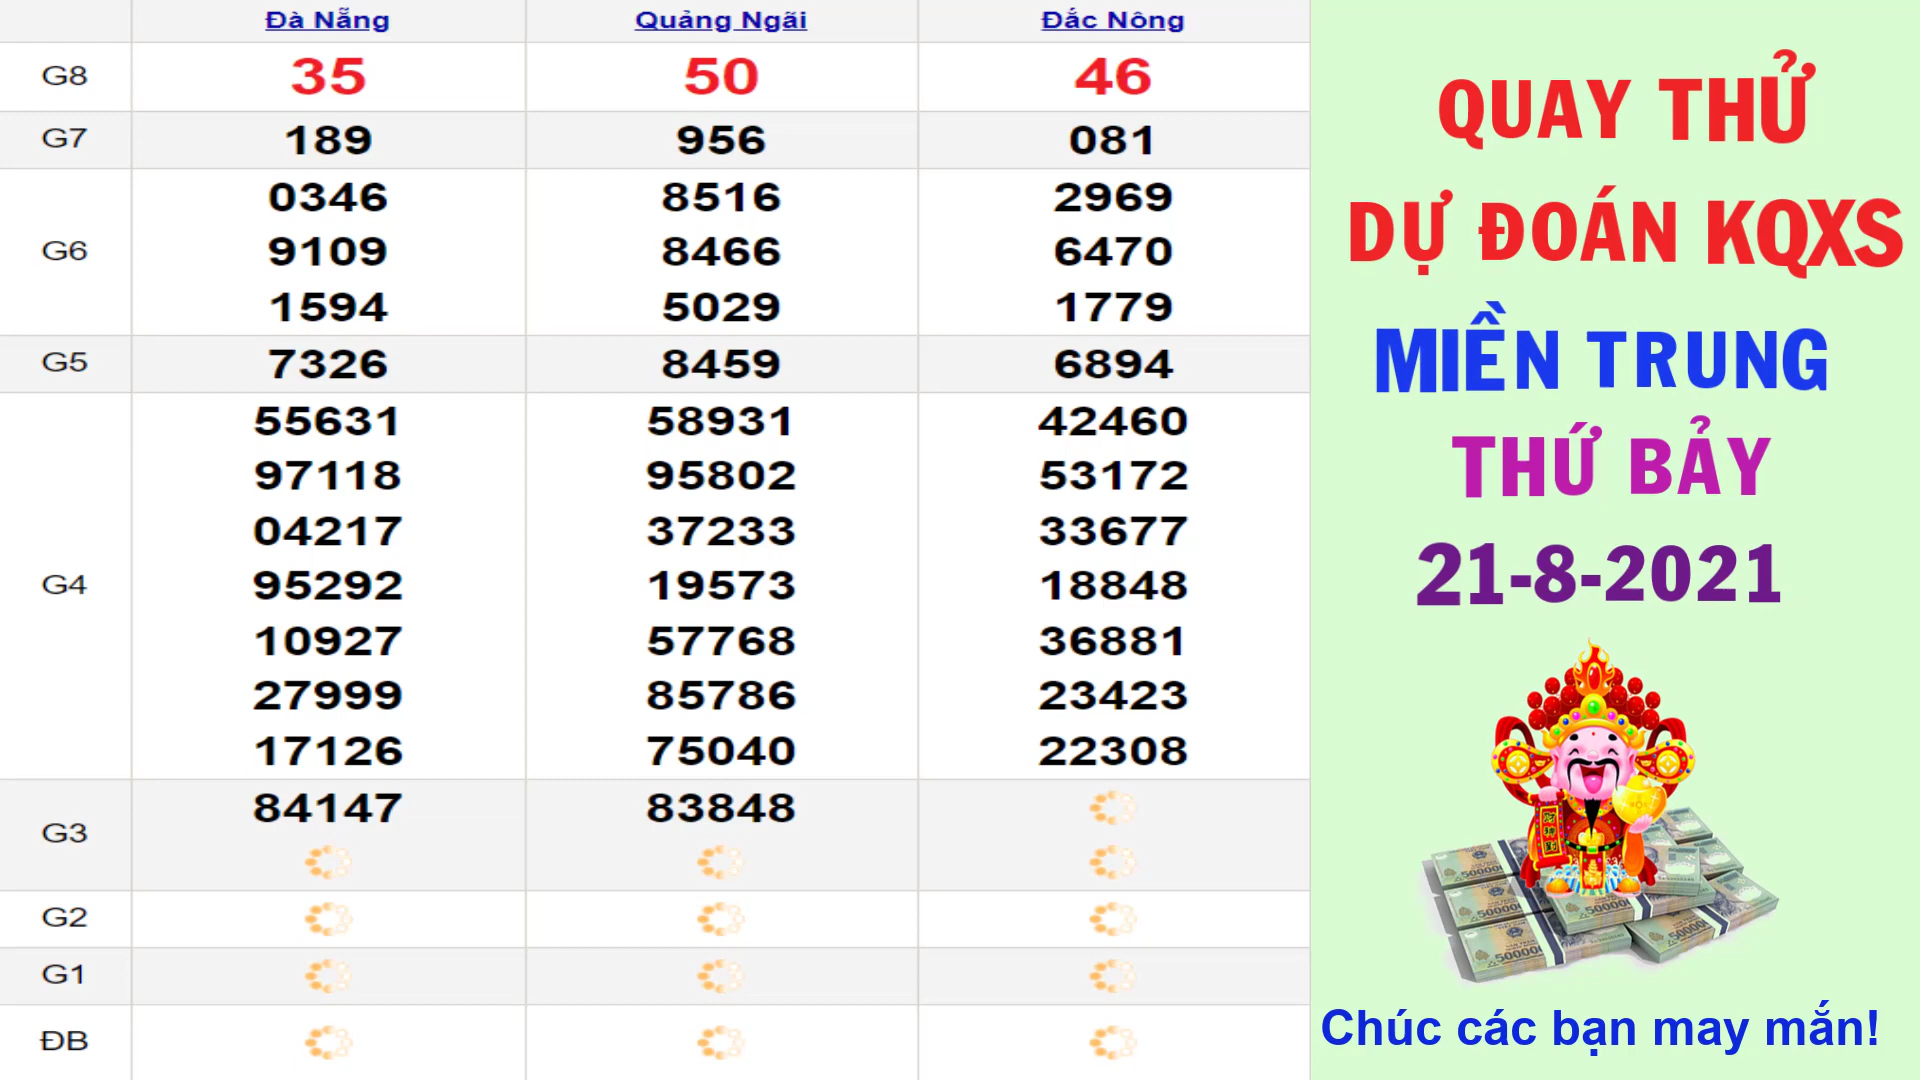 Đà Nẵng Quảng Ngãi Đắc Nông
G8 35 50 46
G7 189 956 081
G6 0346 8516 2969
9109 8466 6470
1594 5029 1779
G5 7326 8459 6894
G4 55631 58931 42460
97118 95802 53172
04217 37233 33677
95292 19573 18848
10927 57768 36881
27999 85786 23423
17126 75040 22308
G3 84147 83848
G2
G1
ĐB
QUAY THỬ
DỰ ĐOÁN KQXS
MIỀN TRUNG
THỨ BẢY
21-8-2021
Chúc các bạn may mắn!